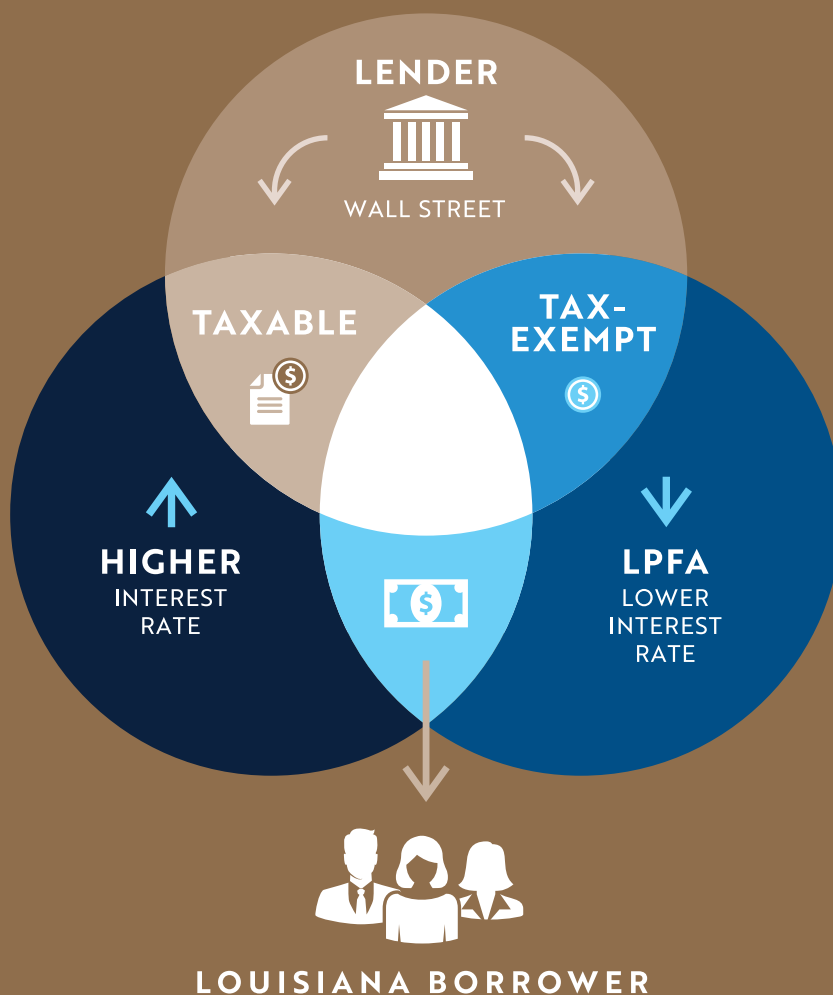 LENDER
WALL STREET
TAXABLE
TAX-
EXEMPT
$
$
HIGHER
INTEREST
RATE
LPFA
LOWER
INTEREST
RATE
$
LOUISIANA BORROWER